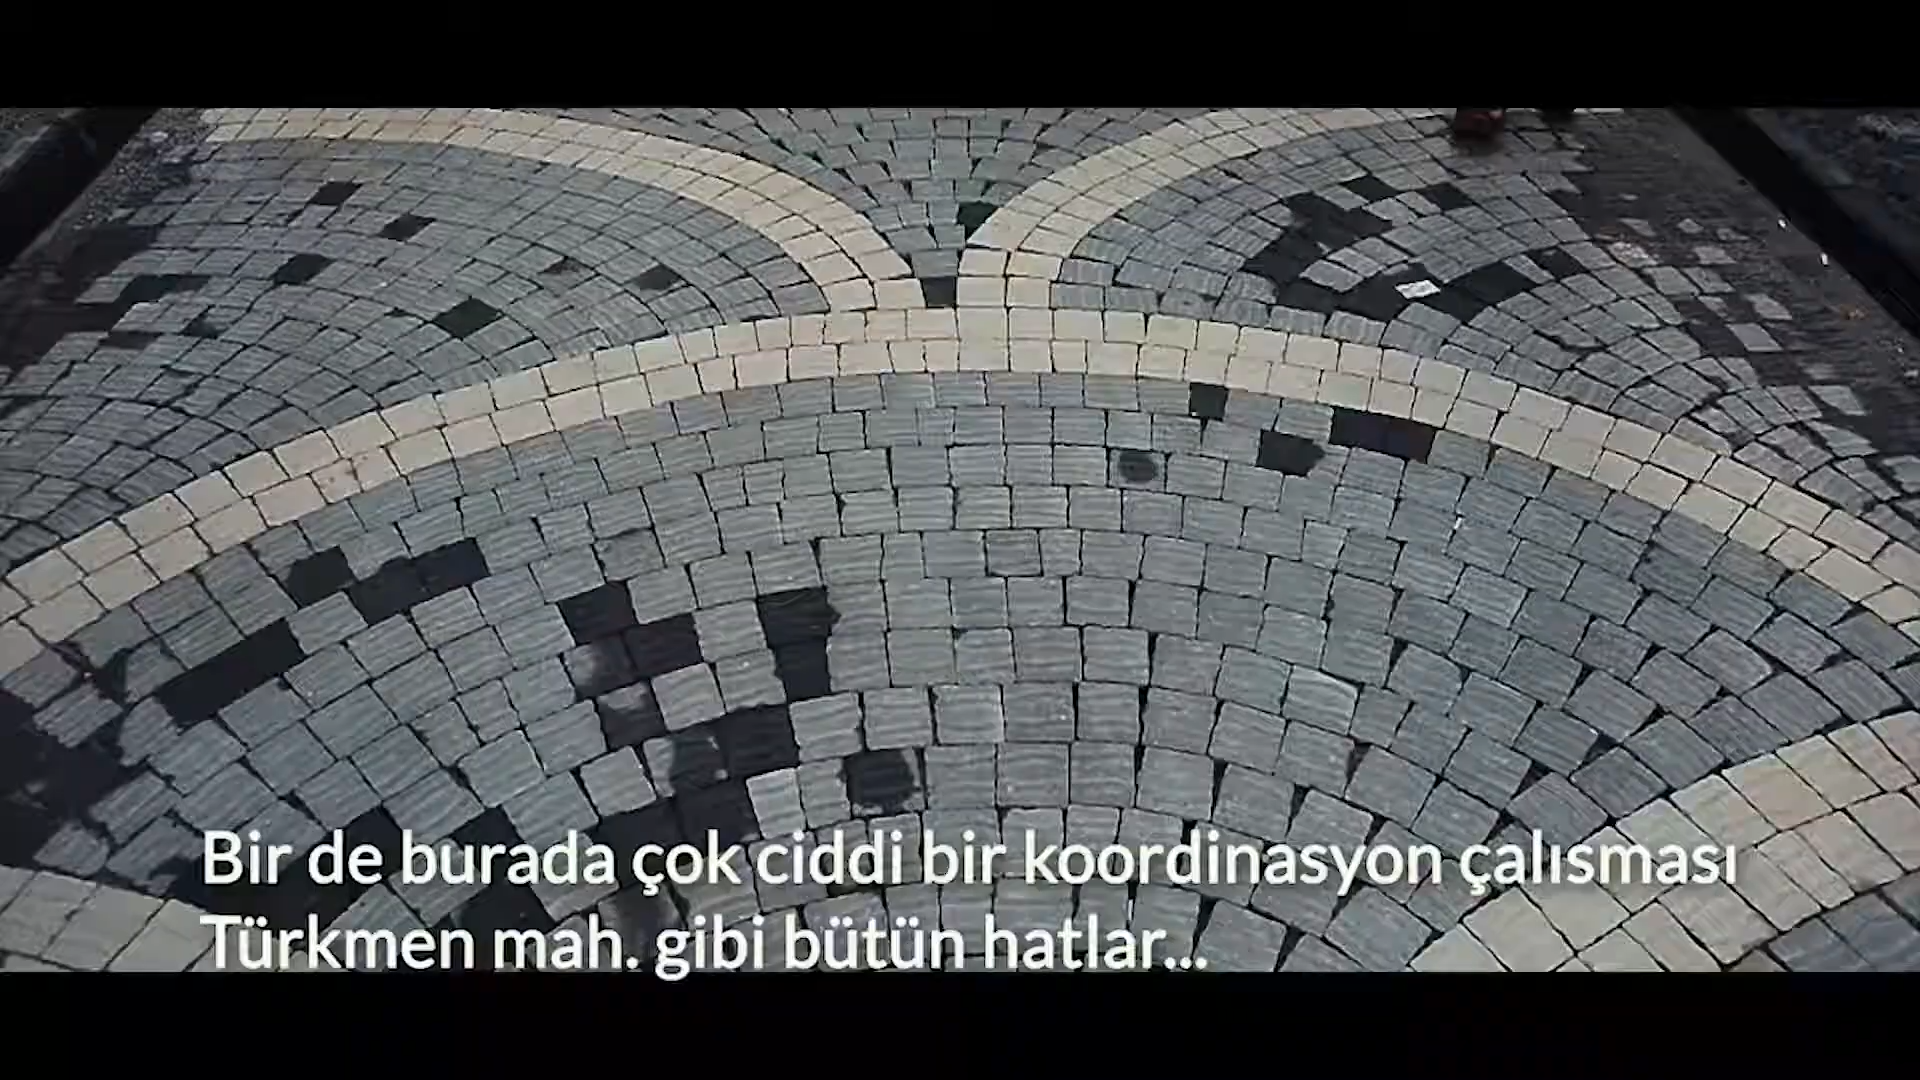 Bir de burada çok ciddi bir koordinasyon çalısması
Türkmen mah. gibi bütün hatlar...